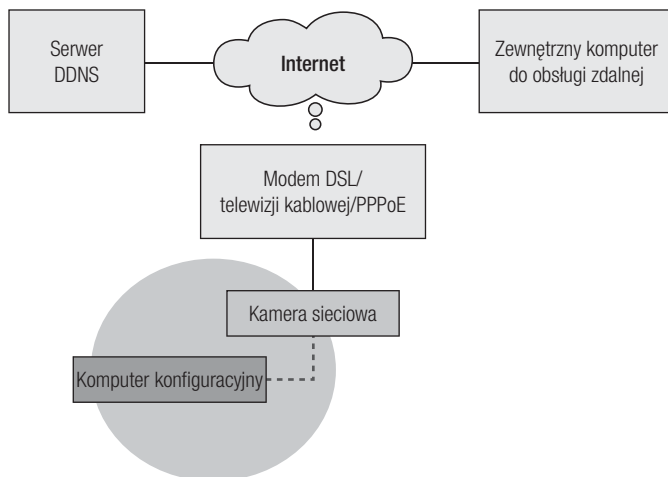 Serwer
DDNS
Internet
Zewnętrzny komputer
do obsługi zdalnej
Modem DSL/
telewizji kablowej/PPPoE
Kamera sieciowa
Komputer konfiguracyjny